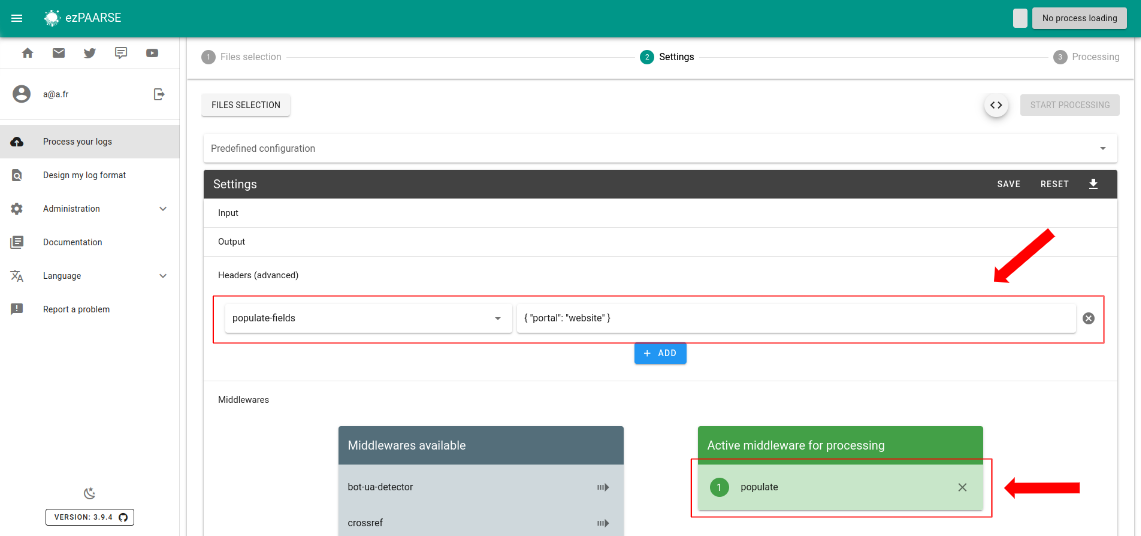 ezPAARSE
No process loading
1 Files selection
2 Settings
3 Processing
a@a.fr
Process your logs
Design my log format
Administration
Documentation
Language
Report a problem
VERSION: 3.9.4
FILES SELECTION
START PROCESSING
Predefined configuration
Settings
SAVE
RESET
Input
Output
Headers (advanced)
populate-fields
{ "portal": "website" }
+ ADD
Middlewares
Middlewares available
bot-ua-detector
crossref
Active middleware for processing
1 populate